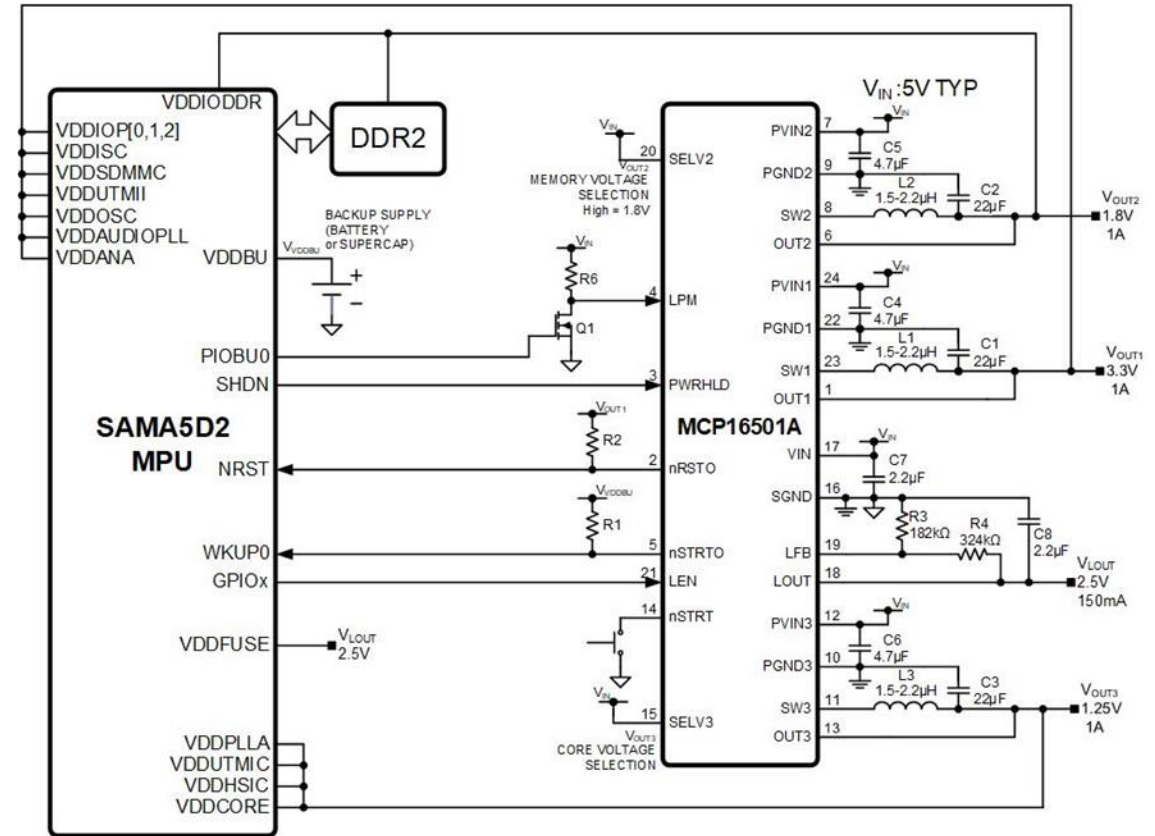 VDDIODDR
VDDIOP[0,1,2]
VDDISC
VDDSDMMC
VDDUTMII
VDDOSC
VDDAUDIOPLL
VDDANA
VDDBU
PIOBU0
SHDN
SAMA5D2
MPU
NRST
WKUP0
GPIOx
VDDFUSE
VDDPLLA
VDDUTMIC
VDDHSIC
VDDCORE
DDR2
BACKUP SUPPLY
(BATTERY
or SUPERCAP)
VVDDBU
+
−
VLOUT
2.5V
VIN
VOUT2
MEMORY VOLTAGE
SELECTION
High = 1.8V
VIN
R6
Q1
VOUT1
R2
VVDDBU
R1
VIN
VOUT3
CORE VOLTAGE
SELECTION
20 SELV2
4 LPM
3 PWRHLD
MCP16501A
2 nRSTO
5 nSTRTO
21 LEN
14 nSTRT
15 SELV3
VIN :5V TYP
PVIN2 7
VIN
C5
4.7µF
PGND2 9
L2
1.5-2.2µH
C2
22µF
SW2 8
OUT2 6
VOUT2
1.8V
1A
PVIN1 24
VIN
C4
4.7µF
PGND1 22
L1
1.5-2.2µH
C1
22µF
SW1 23
OUT1 1
VOUT1
3.3V
1A
VIN 17
VIN
C7
2.2µF
SGND 16
R3
182kΩ
R4
324kΩ
C8
2.2µF
LFB 19
LOUT 18
VLOUT
2.5V
150mA
PVIN3 12
VIN
C6
4.7µF
PGND3 10
L3
1.5-2.2µH
C3
22µF
SW3 11
OUT3 13
VOUT3
1.25V
1A